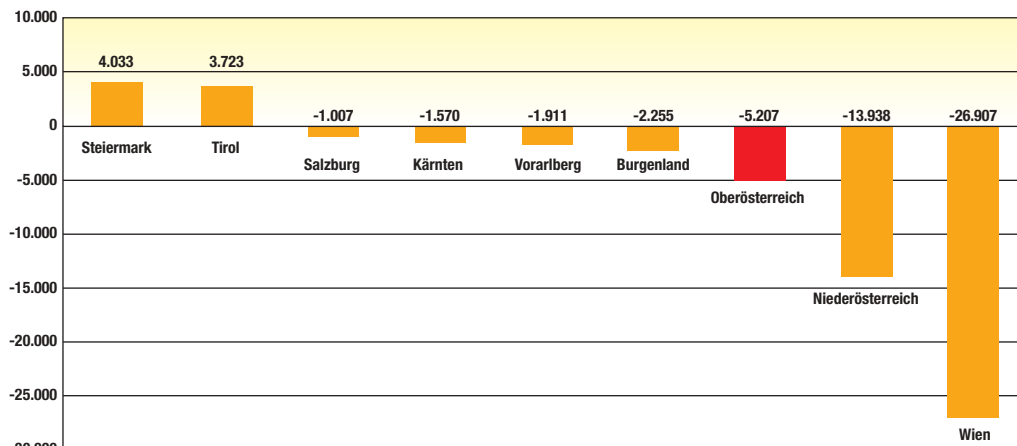 10.000
5.000
0
-5.000
-10.000
-15.000
-20.000
-25.000
4.033
3.723
-1.007
-1.570
-1.911
-2.255
-5.207
-13.938
-26.907
Steiermark
Tirol
Salzburg
Kärnten
Vorarlberg
Burgenland
Oberösterreich
Niederösterreich
Wien